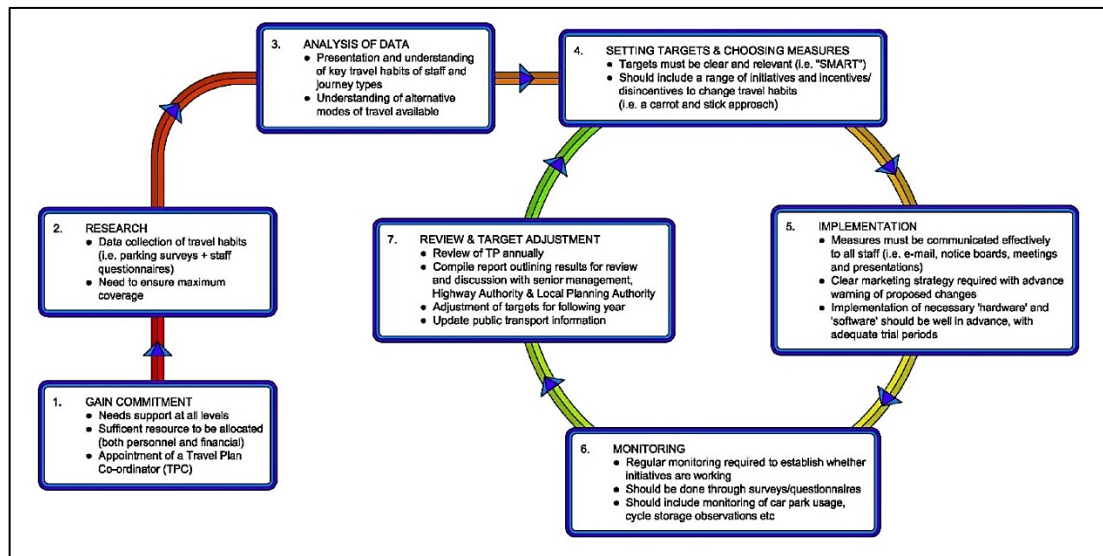 1. GAIN COMMITMENT
● Needs support at all levels
● Sufficent resource to be allocated
(both personnel and financial)
● Appointment of a Travel Plan
Co-ordinator (TPC)
2. RESEARCH
● Data collection of travel habits
(i.e. parking surveys + staff
questionnaires)
● Need to ensure maximum
coverage
3. ANALYSIS OF DATA
● Presentation and understanding
of key travel habits of staff and
journey types
● Understanding of alternative
modes of travel available
4. SETTING TARGETS & CHOOSING MEASURES
● Targets must be clear and relevant (i.e. "SMART")
● Should include a range of initiatives and incentives/
disincentives to change travel habits
(i.e. a carrot and stick approach)
5. IMPLEMENTATION
● Measures must be communicated effectively
to all staff (i.e. e-mail, notice boards, meetings
and presentations)
● Clear marketing strategy required with advance
warning of proposed changes
● Implementation of necessary 'hardware' and
'software' should be well in advance, with
adequate trial periods
6. MONITORING
● Regular monitoring required to establish whether
initiatives are working
● Should be done through surveys/questionnaires
● Should include monitoring of car park usage,
cycle storage observations etc
7. REVIEW & TARGET ADJUSTMENT
● Review of TP annually
● Compile report outlining results for review
and discussion with senior management,
Highway Authority & Local Planning Authority
● Adjustment of targets for following year
● Update public transport information